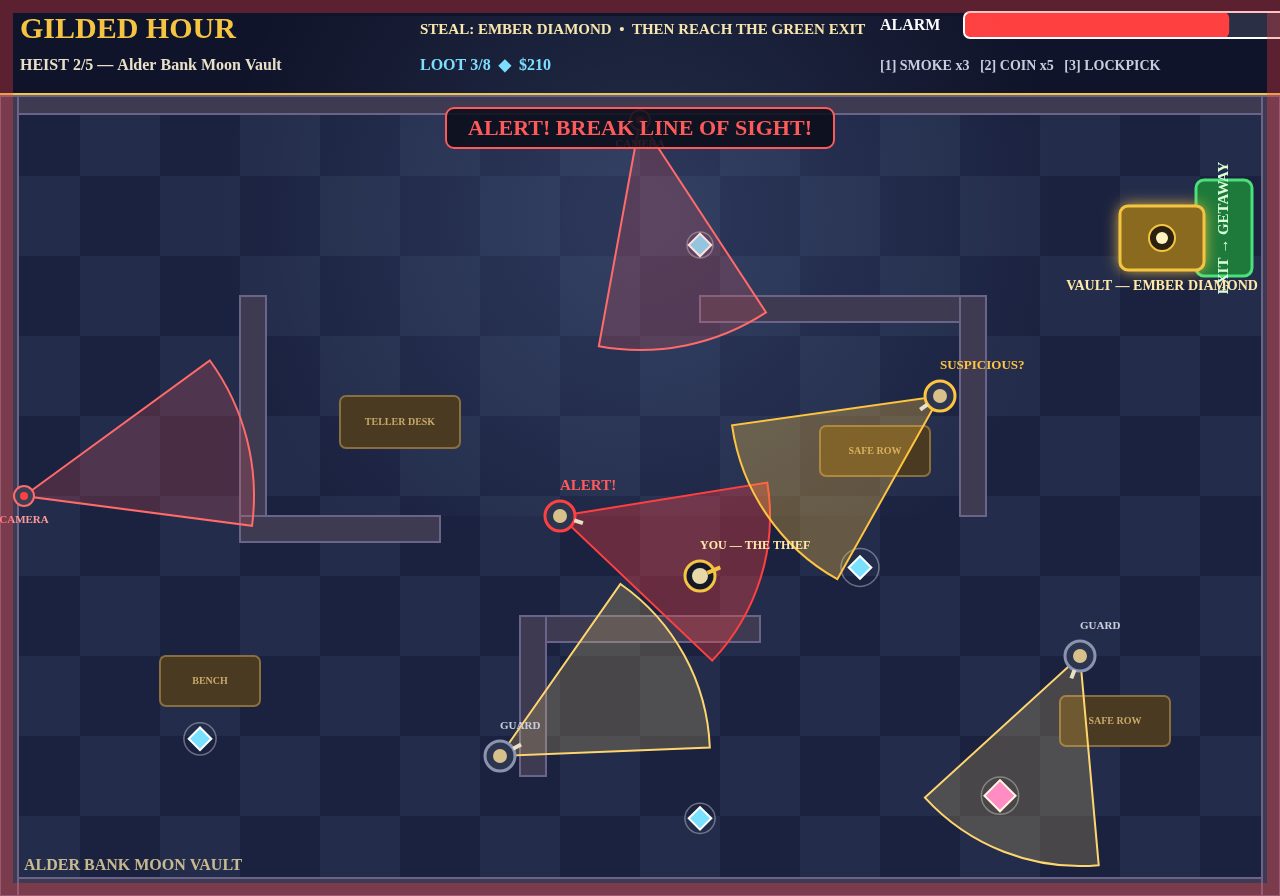 GILDED HOUR
STEAL: EMBER DIAMOND • THEN REACH THE GREEN EXIT
ALARM
HEIST 2/5 — Alder Bank Moon Vault
LOOT 3/8 ◆ $210
[1] SMOKE x3 [2] COIN x5 [3] LOCKPICK
ALERT! BREAK LINE OF SIGHT!
CAMERA
EXIT → GETAWAY
VAULT — EMBER DIAMOND
SUSPICIOUS?
TELLER DESK
SAFE ROW
ALERT!
CAMERA
YOU — THE THIEF
GUARD
BENCH
GUARD
SAFE ROW
ALDER BANK MOON VAULT